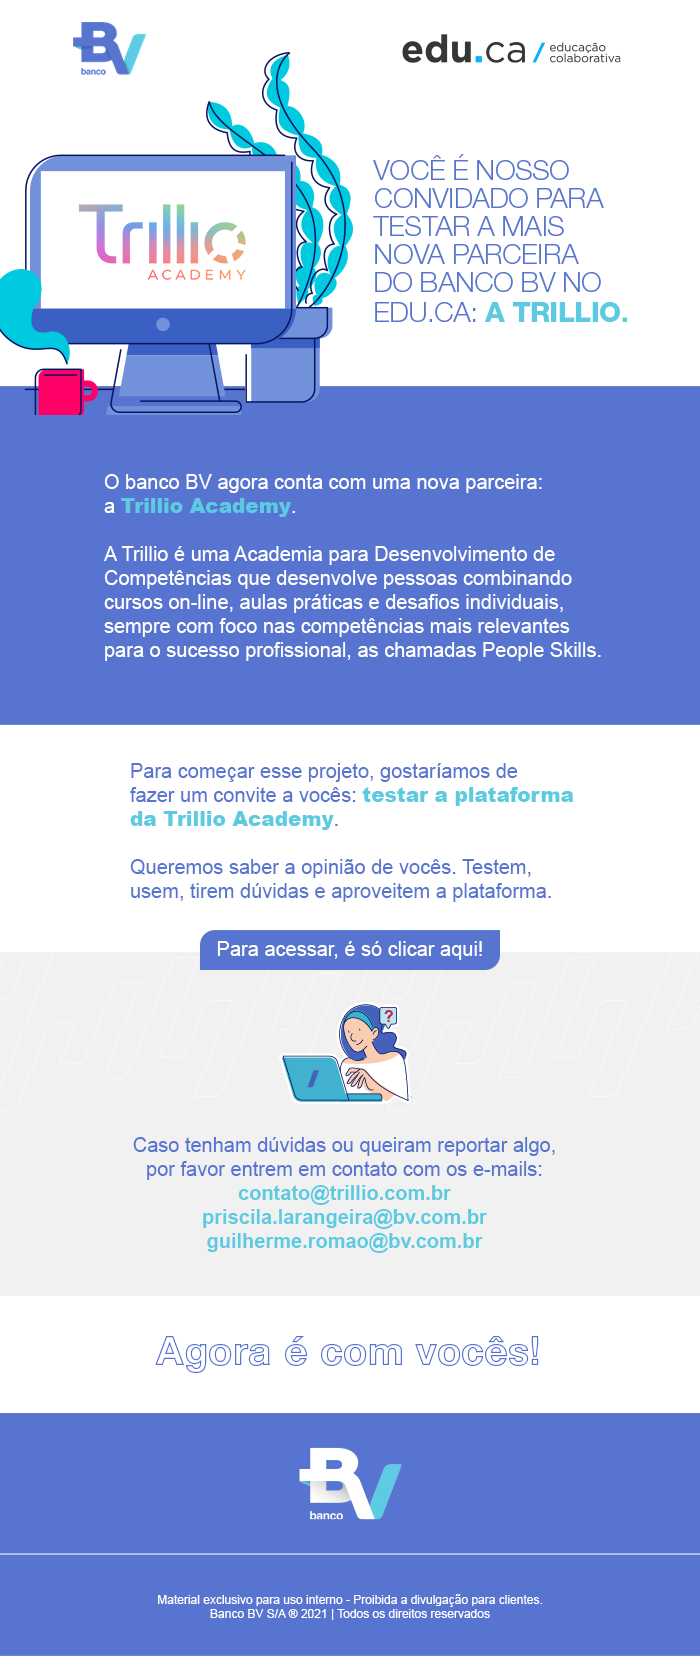 BV
banco
edu.ca / educação
colaborativa
Trillio
ACADEMY
VOCÊ É NOSSO
CONVIDADO PARA
TESTAR A MAIS
NOVA PARCEIRA
DO BANCO BV NO
EDU.CA: A TRILLIO.
O banco BV agora conta com uma nova parceira:
a Trillio Academy.
A Trillio é uma Academia para Desenvolvimento de
Competências que desenvolve pessoas combinando
cursos on-line, aulas práticas e desafios individuais,
sempre com foco nas competências mais relevantes
para o sucesso profissional, as chamadas People Skills.
Para começar esse projeto, gostaríamos de
fazer um convite a vocês: testar a plataforma
da Trillio Academy.
Queremos saber a opinião de vocês. Testem,
usem, tirem dúvidas e aproveitem a plataforma.
Para acessar, é só clicar aqui!
?
Caso tenham dúvidas ou queiram reportar algo,
por favor entrem em contato com os e-mails:
contato@trillio.com.br
priscila.larangeira@bv.com.br
guilherme.romao@bv.com.br
Agora é com vocês!
BV
banco
Material exclusivo para uso interno - Proibida a divulgação para clientes.
Banco BV S/A ® 2021 | Todos os direitos reservados